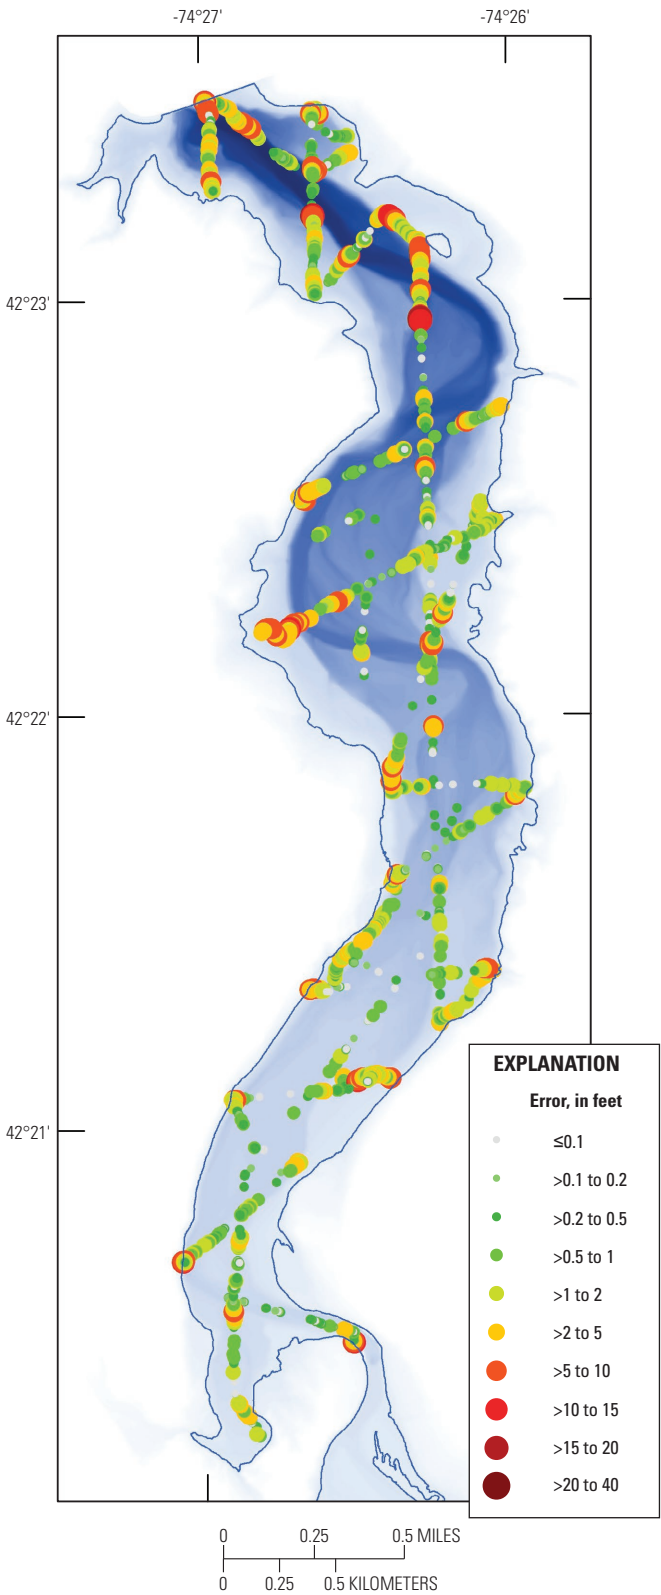 -74°27' -74°26'
42°23'
42°22'
42°21'
EXPLANATION
Error, in feet
≤0.1
>0.1 to 0.2
>0.2 to 0.5
>0.5 to 1
>1 to 2
>2 to 5
>5 to 10
>10 to 15
>15 to 20
>20 to 40
0 0.25 0.5 MILES
0 0.25 0.5 KILOMETERS